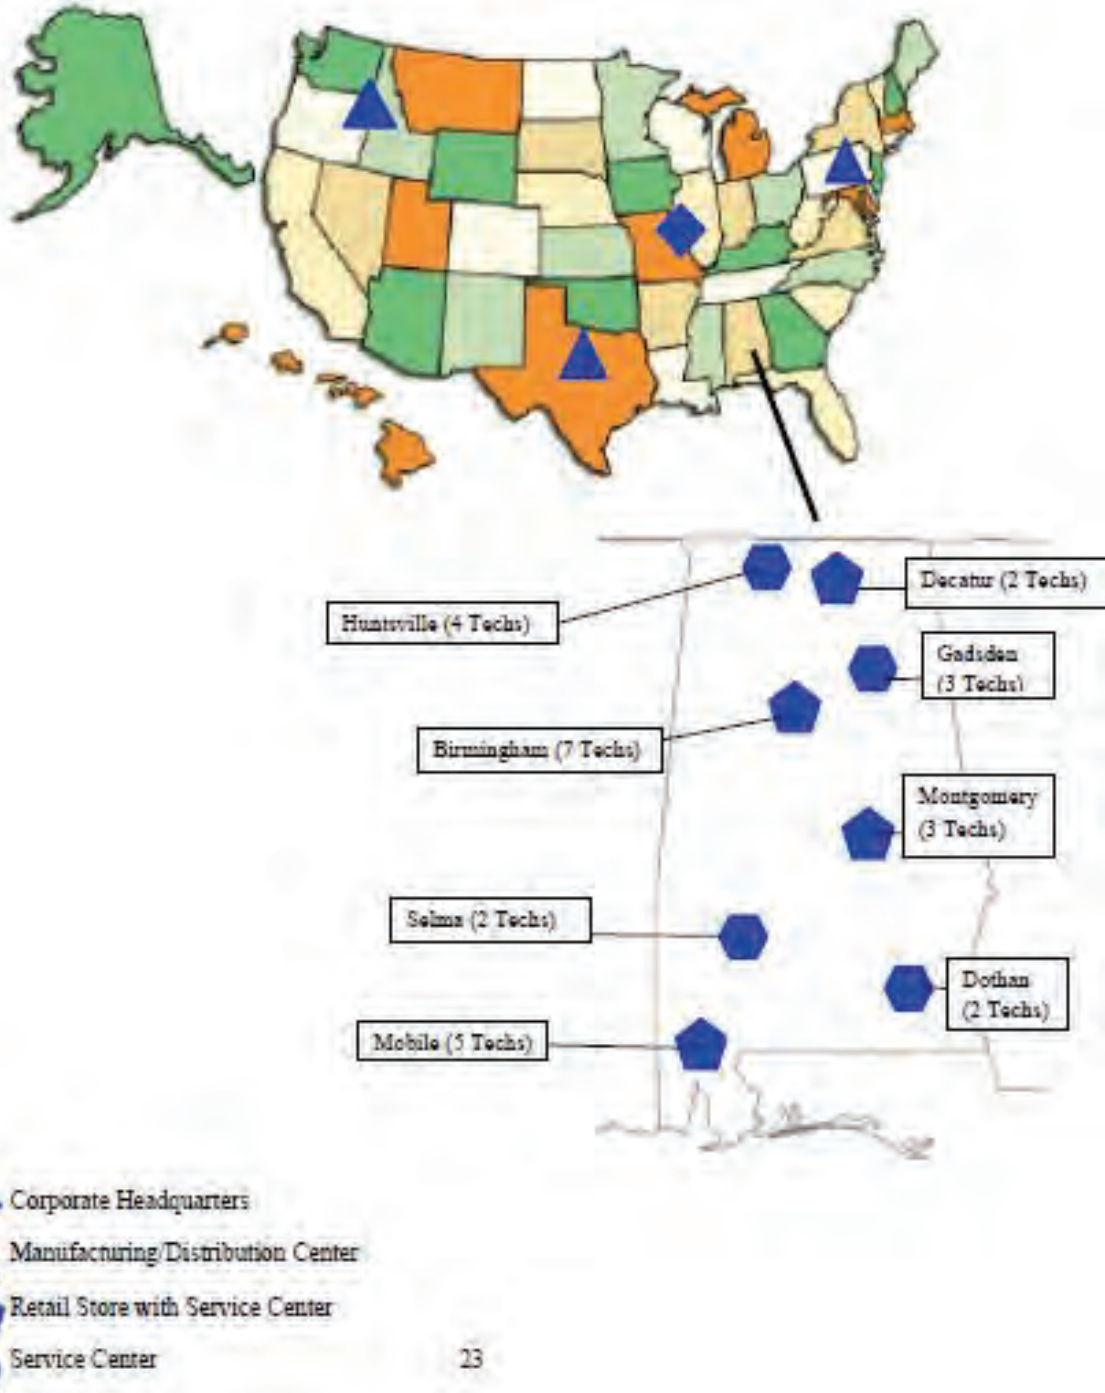 Decatur (2 Techs)
Huntsville (4 Techs)
Gadsden
(3 Techs)
Birmingham (7 Techs)
Montgomery
(3 Techs)
Selma (2 Techs)
Dothan
(2 Techs)
Mobile (5 Techs)
Corporate Headquarters
Manufacturing/Distribution Center
Retail Store with Service Center
Service Center
23